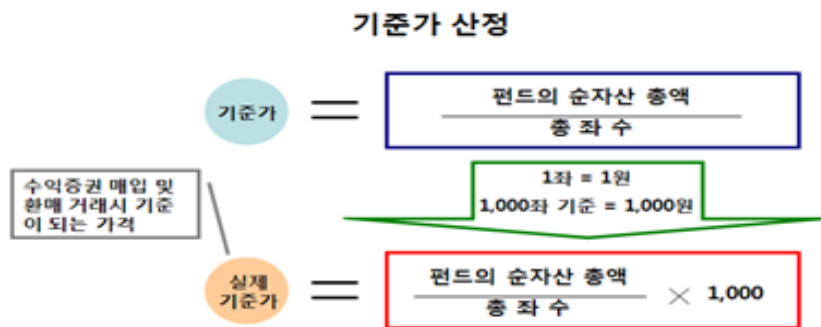 기준가 산정
기준가
=
펀드의 순자산 총액
총 좌 수
1좌 = 1원
1,000좌 기준 = 1,000원
수익증권 매입 및
환매 거래시 기준
이 되는 가격
실제
기준가
=
펀드의 순자산 총액
총 좌 수
× 1,000